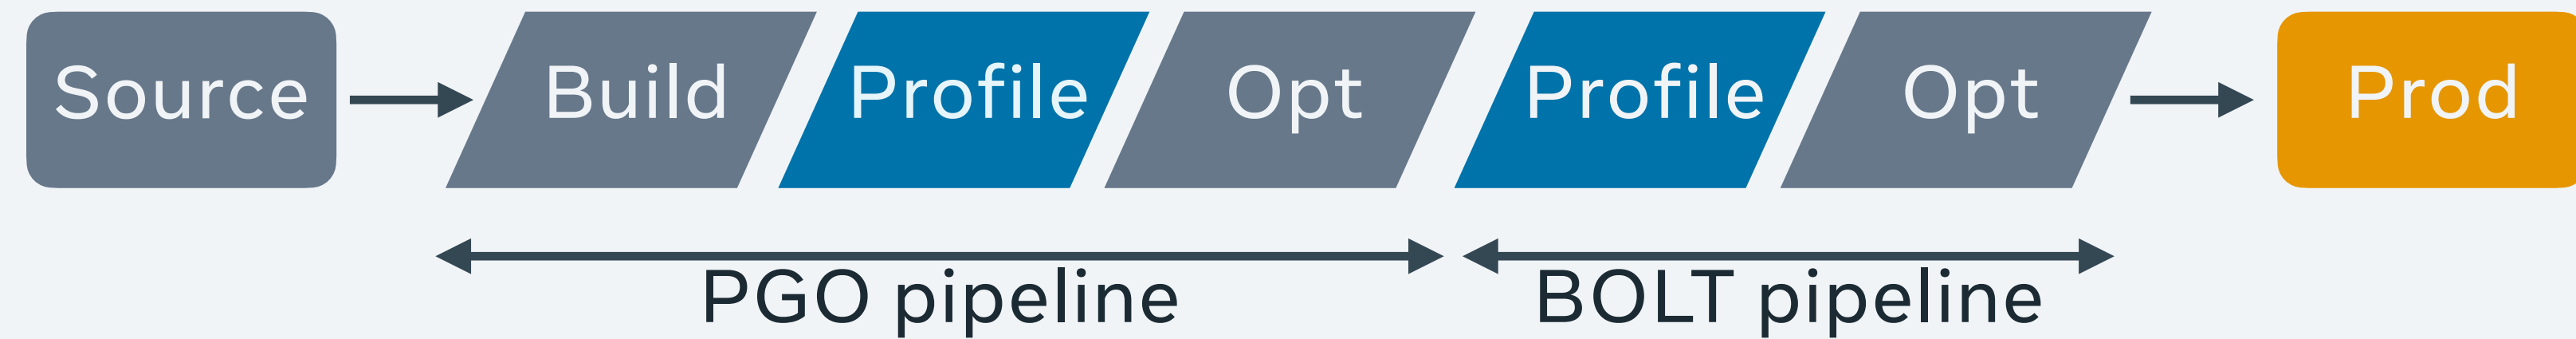 Source
Build
Profile
Opt
Profile
Opt
Prod
PGO pipeline
BOLT pipeline